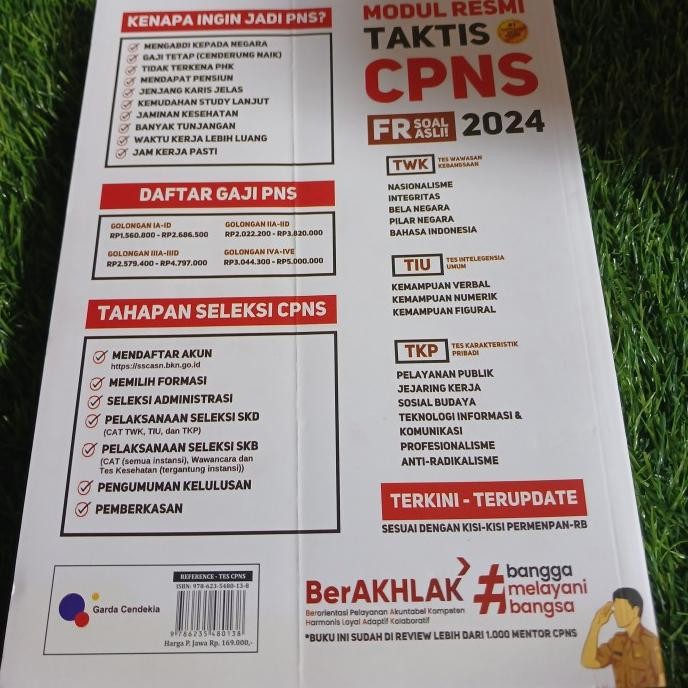 KENAPA INGIN JADI PNS?
MENGABDI KEPADA NEGARA
GAJI TETAP (CENDERUNG NAIK)
TIDAK TERKENA PHK
MENDAPAT PENSIUN
JENJANG KARIS JELAS
KEMUDAHAN STUDY LANJUT
JAMINAN KESEHATAN
BANYAK TUNJANGAN
WAKTU KERJA LEBIH LUANG
JAM KERJA PASTI
DAFTAR GAJI PNS
GOLONGAN IA-ID
RP1.560.800 - RP2.686.500
GOLONGAN IIA-IID
RP2.022.200 - RP3.820.000
GOLONGAN IIIA-IIID
RP2.579.400 - RP4.797.000
GOLONGAN IVA-IVE
RP3.044.300 - RP5.000.000
TAHAPAN SELEKSI CPNS
MENDAFTAR AKUN
https://sscasn.bkn.go.id
MEMILIH FORMASI
SELEKSI ADMINISTRASI
PELAKSANAAN SELEKSI SKD
(CAT TWK, TIU, dan TKP)
PELAKSANAAN SELEKSI SKB
(CAT (semua instansi), Wawancara dan
Tes Kesehatan (tergantung instansi))
PENGUMUMAN KELULUSAN
PEMBERKASAN
Garda Cendekia
REFERENCE - TES CPNS
ISBN: 978-623-5480-13-8
9 786235 480138
Harga P. Jawa Rp. 169.000,-
MODUL RESMI
TAKTIS
CPNS
FR SOAL ASLI! 2024
TWK TES WAWASAN
KEBANGSAAN
NASIONALISME
INTEGRITAS
BELA NEGARA
PILAR NEGARA
BAHASA INDONESIA
TIU TES INTELEGENSIA
UMUM
KEMAMPUAN VERBAL
KEMAMPUAN NUMERIK
KEMAMPUAN FIGURAL
TKP TES KARAKTERISTIK
PRIBADI
PELAYANAN PUBLIK
JEJARING KERJA
SOSIAL BUDAYA
TEKNOLOGI INFORMASI &
KOMUNIKASI
PROFESIONALISME
ANTI-RADIKALISME
TERKINI - TERUPDATE
SESUAI DENGAN KISI-KISI PERMENPAN-RB
BerAKHLAK
Berorientasi Pelayanan Akuntabel Kompeten
Harmonis Loyal Adaptif Kolaboratif
#bangga
melayani
bangsa
*BUKU INI SUDAH DI REVIEW LEBIH DARI 1.000 MENTOR CPNS